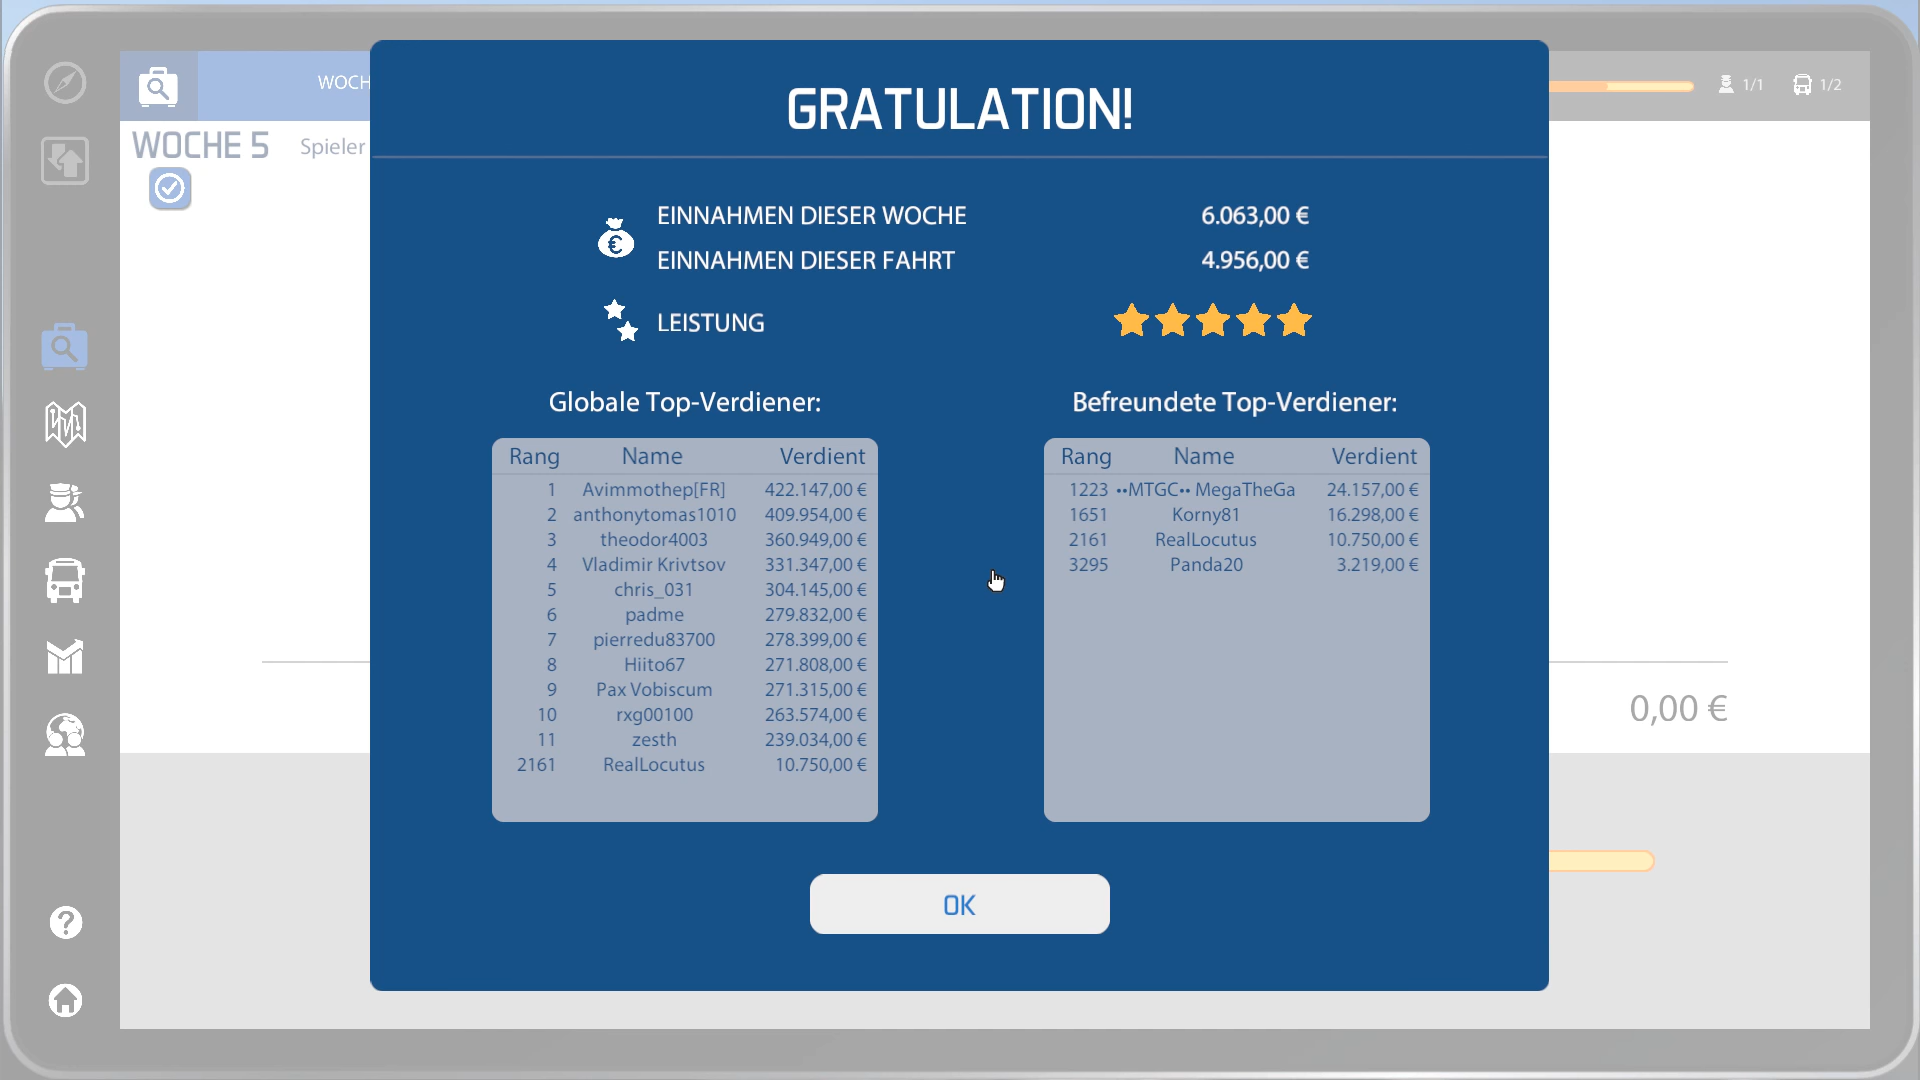 WOCH
1/1
1/2
WOCHE 5
Spieler
GRATULATION!
EINNAHMEN DIESER WOCHE 6.063,00 €
EINNAHMEN DIESER FAHRT 4.956,00 €
LEISTUNG
Globale Top-Verdiener:
Rang Name Verdient
1 Avimmothep[FR] 422.147,00 €
2 anthonytomas1010 409.954,00 €
3 theodor4003 360.949,00 €
4 Vladimir Krivtsov 331.347,00 €
5 chris_031 304.145,00 €
6 padme 279.832,00 €
7 pierredu83700 278.399,00 €
8 Hiito67 271.808,00 €
9 Pax Vobiscum 271.315,00 €
10 rxg00100 263.574,00 €
11 zesth 239.034,00 €
2161 RealLocutus 10.750,00 €
Befreundete Top-Verdiener:
Rang Name Verdient
1223 ••MTGC•• MegaTheGa 24.157,00 €
1651 Korny81 16.298,00 €
2161 RealLocutus 10.750,00 €
3295 Panda20 3.219,00 €
0,00 €
OK